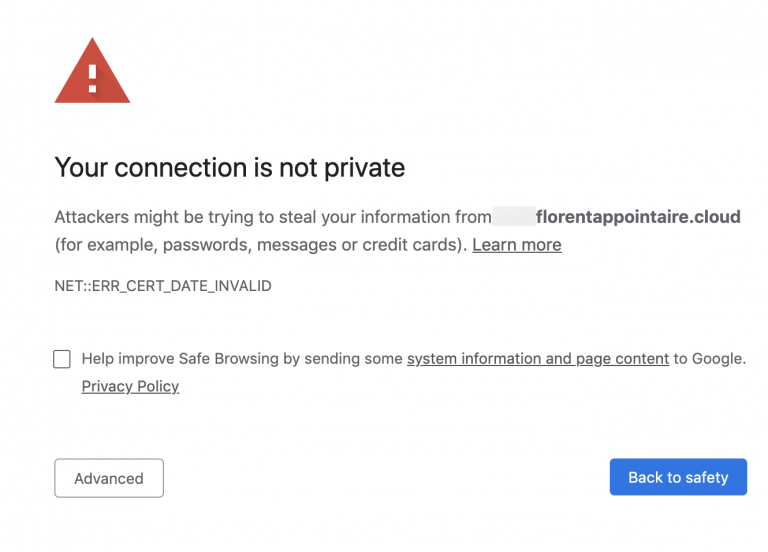 Your connection is not private
Attackers might be trying to steal your information from florentappointaire.cloud
(for example, passwords, messages or credit cards). Learn more
NET::ERR_CERT_DATE_INVALID
Help improve Safe Browsing by sending some system information and page content to Google.
Privacy Policy
Advanced
Back to safety